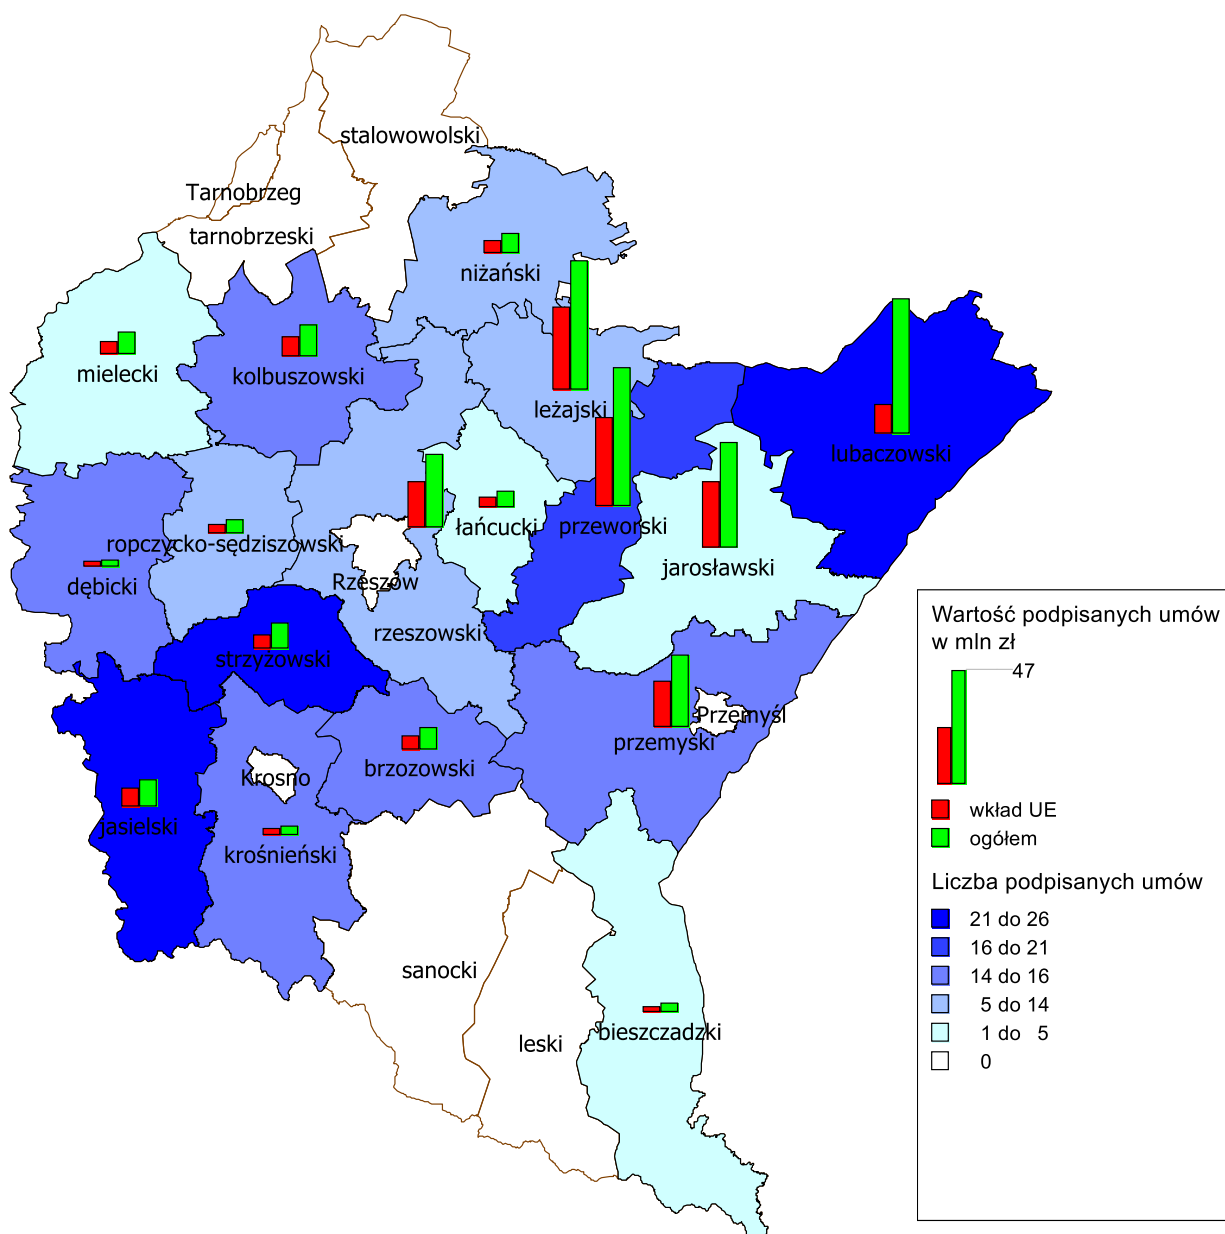 stalowowolski
Tarnobrzeg
tarnobrzeski
niżański
mielecki
kolbuszowski
leżajski
lubaczowski
łańcucki
przeworski
ropczycko-sędziszowski
jarosławski
dębicki
Rzeszów
rzeszowski
strzyżowski
Przemyśl
przemyski
brzozowski
Krosno
jasielski
krośnieński
sanocki
leski
bieszczadzki
Wartość podpisanych umów
w mln zł
47
wkład UE
ogółem
Liczba podpisanych umów
21 do 26
16 do 21
14 do 16
5 do 14
1 do 5
0